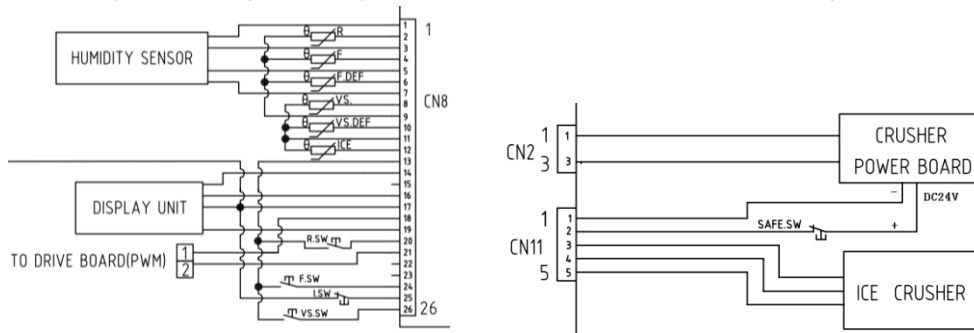 HUMIDITY SENSOR
DISPLAY UNIT
TO DRIVE BOARD(PWM)
1
2
θ R
θ F
θ F.DEF
θ VS.
θ VS.DEF
θ ICE
R.SW
F.SW
I.SW
VS.SW
1
2
3
4
5
6
7
8
9
10
11
12
13
14
15
16
17
18
19
20
21
22
23
24
25
26
1
CN8
26
CN2
1
3
1
3
CRUSHER
POWER BOARD
-
DC24V
+
SAFE.SW
CN11
1
5
1
2
3
4
5
ICE CRUSHER